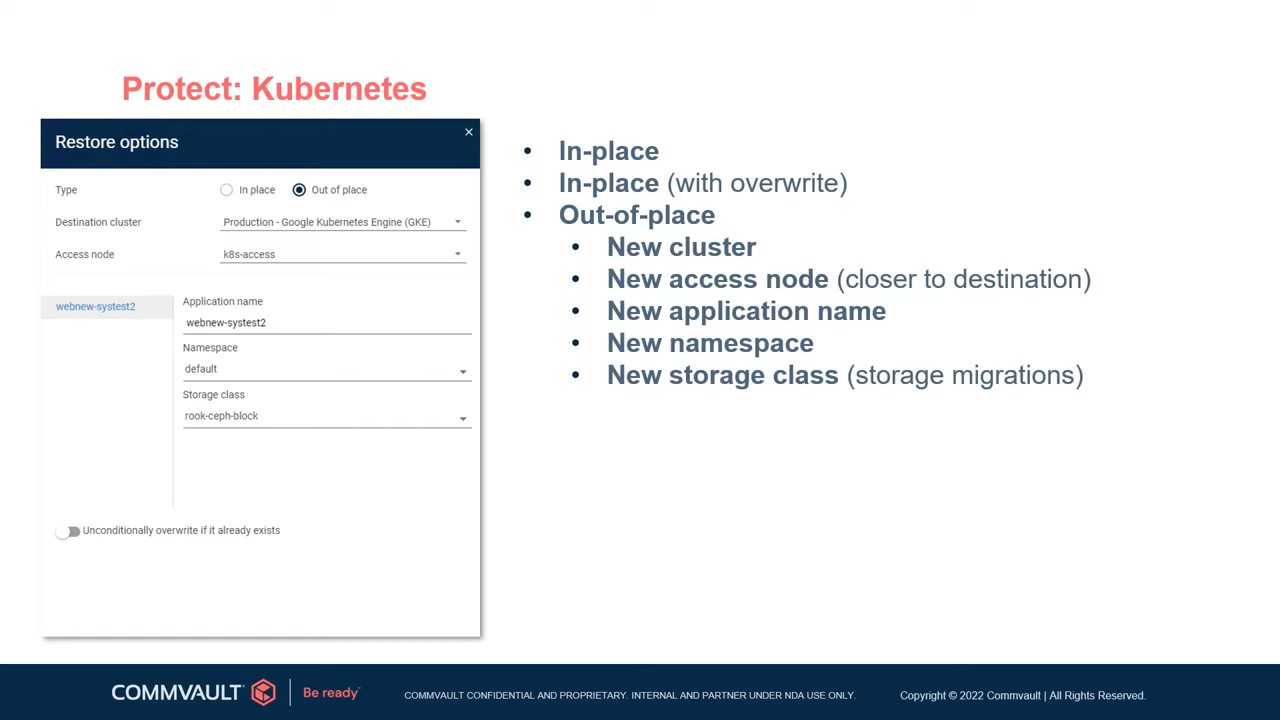 Protect: Kubernetes
Restore options
×
Type
In place
Out of place
Destination cluster
Production - Google Kubernetes Engine (GKE)
Access node
k8s-access
webnew-systest2
Application name
webnew-systest2
Namespace
default
Storage class
rook-ceph-block
Unconditionally overwrite if it already exists
• In-place
• In-place (with overwrite)
• Out-of-place
• New cluster
• New access node (closer to destination)
• New application name
• New namespace
• New storage class (storage migrations)
COMMVAULT
Be ready
COMMVAULT CONFIDENTIAL AND PROPRIETARY. INTERNAL AND PARTNER UNDER NDA USE ONLY.
Copyright © 2022 Commvault | All Rights Reserved.